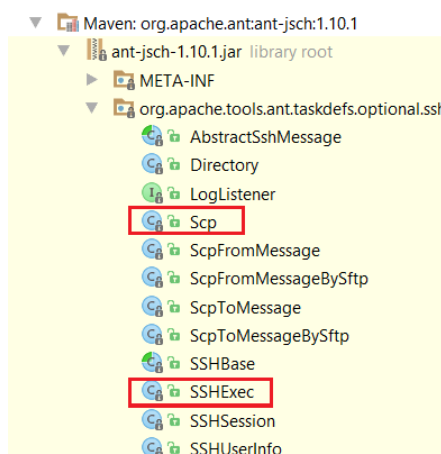 Maven: org.apache.ant:ant-jsch:1.10.1
ant-jsch-1.10.1.jar library root
META-INF
org.apache.tools.ant.taskdefs.optional.ssh
AbstractSshMessage
Directory
LogListener
Scp
ScpFromMessage
ScpFromMessageBySftp
ScpToMessage
ScpToMessageBySftp
SSHBase
SSHExec
SSHSession
SSHUserInfo